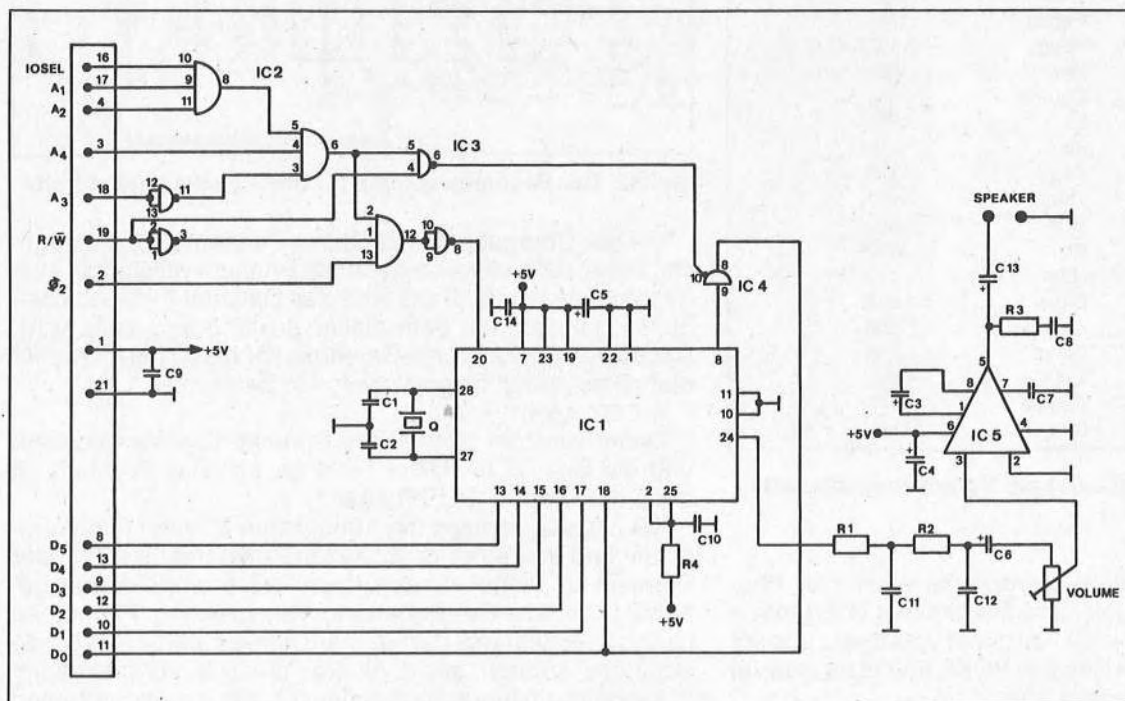 IOSEL 16 10 8 IC2
A1 17 9
A2 4 11
A4 3 5 4 3 6 5 4 6 IC 3
A3 18 12 13 11
R/W̅ 19 2 1 3 2 1 13 12 10 9 8
Ø2 2
1 +5V
C9
21
+5V
C14 C5
20 7 23 19 22 1 8
10 8 9 IC 4
28
C1
Q
C2
27
IC 1
11
10
24
13 14 15 16 17 18 2 25
C10
R4
+5V
D5 8
D4 13
D3 9
D2 12
D1 10
D0 11
SPEAKER
C13
R3
C8
5
8 7 C7
C3 1
+5V 6 IC 5 4
C4 3 2
R1 R2 C6
C11 C12 VOLUME